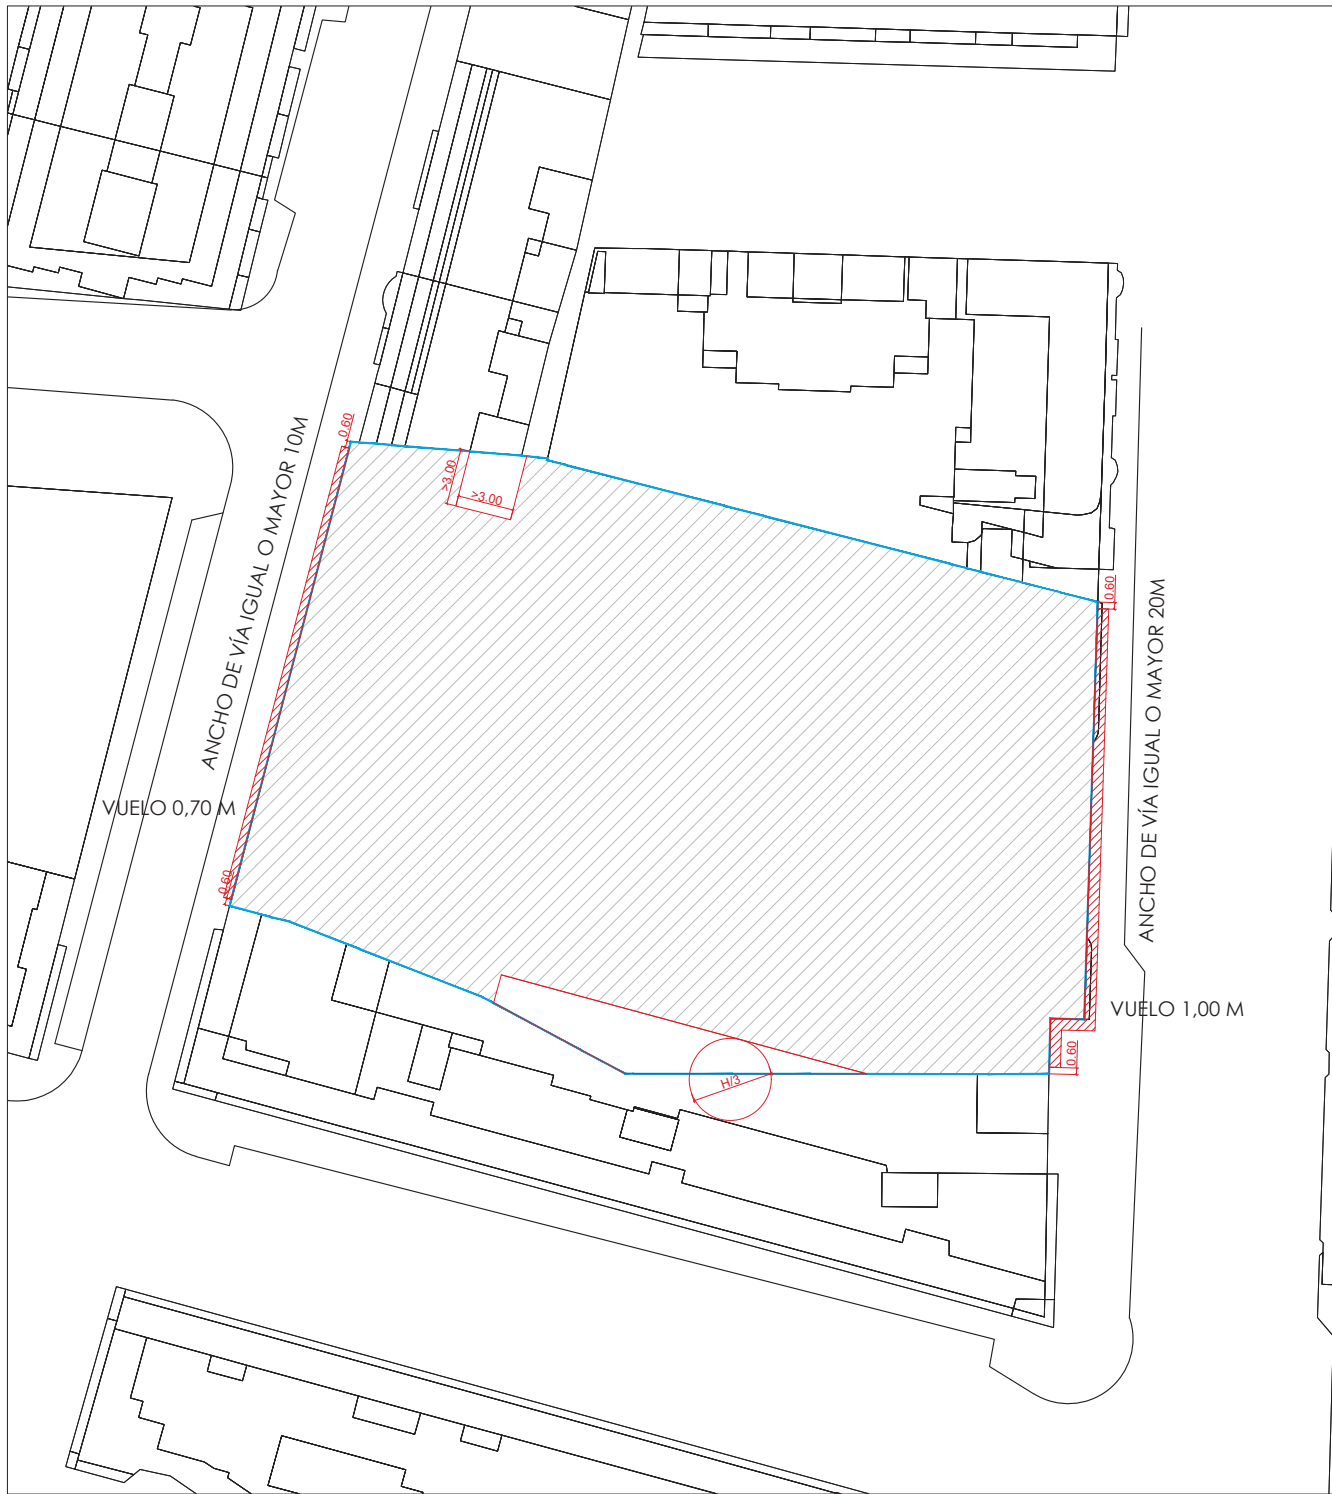 0.60
ANCHO DE VÍA IGUAL O MAYOR 10M
>3.00
>3.00
0.60
ANCHO DE VÍA IGUAL O MAYOR 20M
VUELO 0,70 M
0.60
VUELO 1,00 M
0.60
H/3